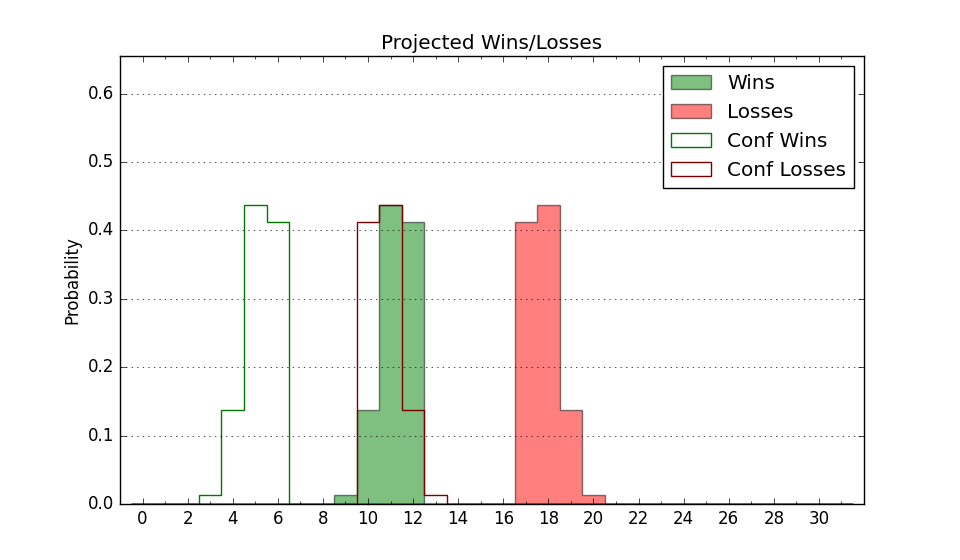 Projected Wins/Losses
Wins
Losses
Conf Wins
Conf Losses
Probability
0.6
0.5
0.4
0.3
0.2
0.1
0.0
0 2 4 6 8 10 12 14 16 18 20 22 24 26 28 30